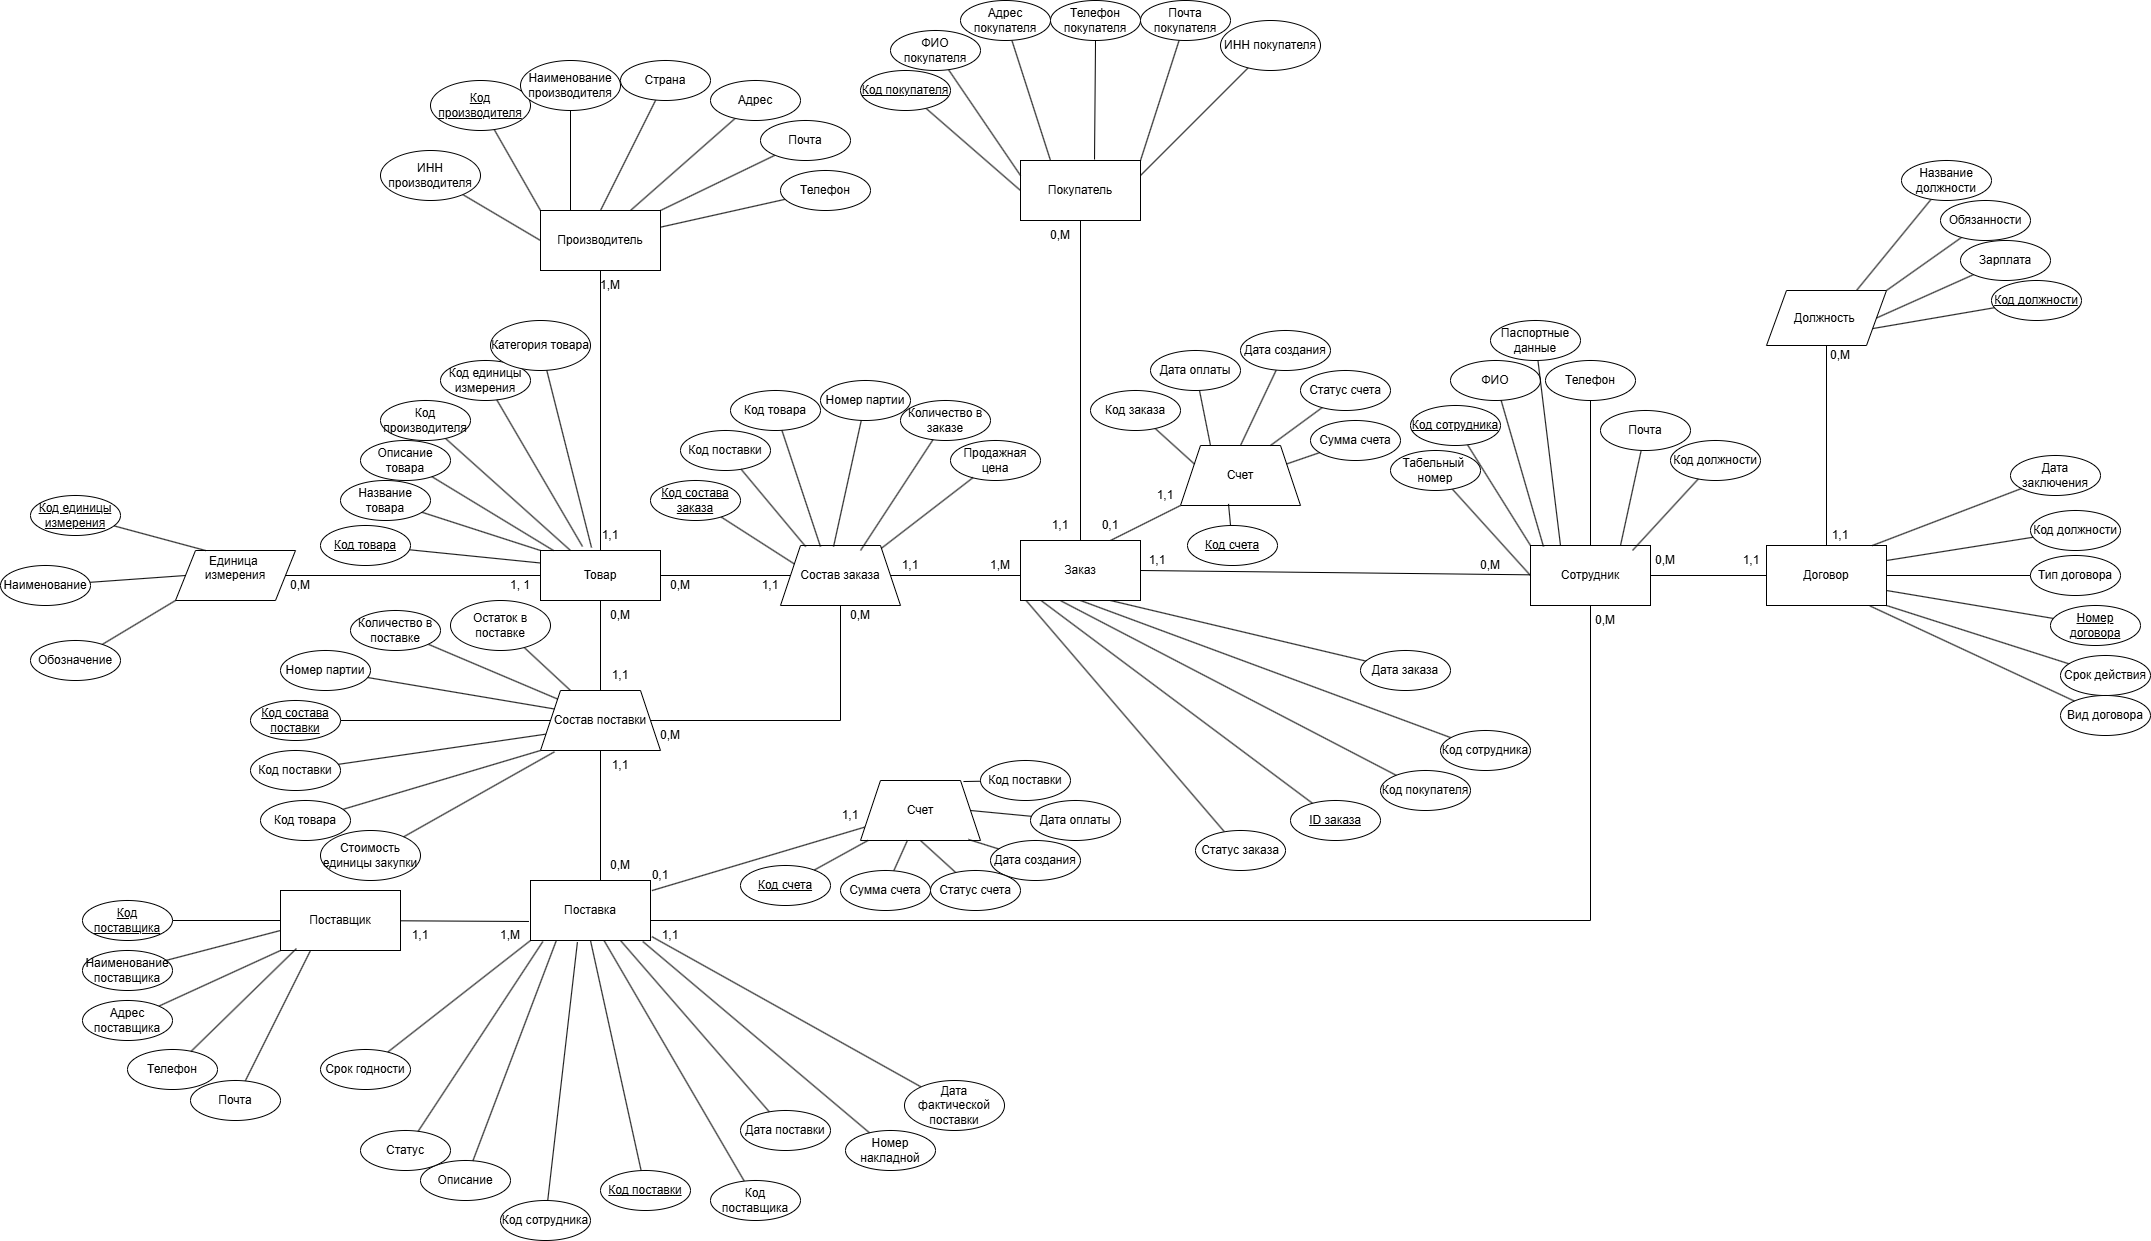 Адрес
покупателя
Телефон
покупателя
Почта
покупателя
ФИО
покупателя
ИНН покупателя
Код покупателя
Покупатель
0,М
Наименование
производителя
Страна
Код
производителя
Адрес
Почта
ИНН
производителя
Телефон
Производитель
1,М
Название
должности
Обязанности
Зарплата
Код должности
Должность
0,М
Категория товара
Код единицы
измерения
Код
производителя
Описание
товара
Название
товара
Код товара
1,1
Товар
Код единицы
измерения
Единица
измерения
Наименование
Обозначение
0,М
1, 1
0,М
0,М
Номер партии
Код товара
Количество в
заказе
Код поставки
Продажная
цена
Код состава
заказа
Состав заказа
1,1
1,1
0,М
1,М
Дата создания
Дата оплаты
Статус счета
Код заказа
Сумма счета
Счет
Код счета
1,1
0,1
1,1
Заказ
1,1
0,М
Паспортные
данные
ФИО
Телефон
Код сотрудника
Почта
Табельный
номер
Код должности
Сотрудник
0,М
0,М
1,1
1,1
Договор
Дата
заключения
Код должности
Тип договора
Номер
договора
Срок действия
Вид договора
Дата заказа
Код сотрудника
Код покупателя
ID заказа
Статус заказа
Остаток в
поставке
Количество в
поставке
Номер партии
Код состава
поставки
Код поставки
Код товара
Стоимость
единицы закупки
1,1
Состав поставки
0,М
1,1
Код поставки
Счет
Дата оплаты
Дата создания
Код счета
Сумма счета
Статус счета
1,1
0,1
0,М
Поставка
1,М
1,1
Поставщик
1,1
Код
поставщика
Наименование
поставщика
Адрес
поставщика
Телефон
Почта
Срок годности
Статус
Описание
Код сотрудника
Код поставки
Код
поставщика
Дата поставки
Номер
накладной
Дата
фактической
поставки